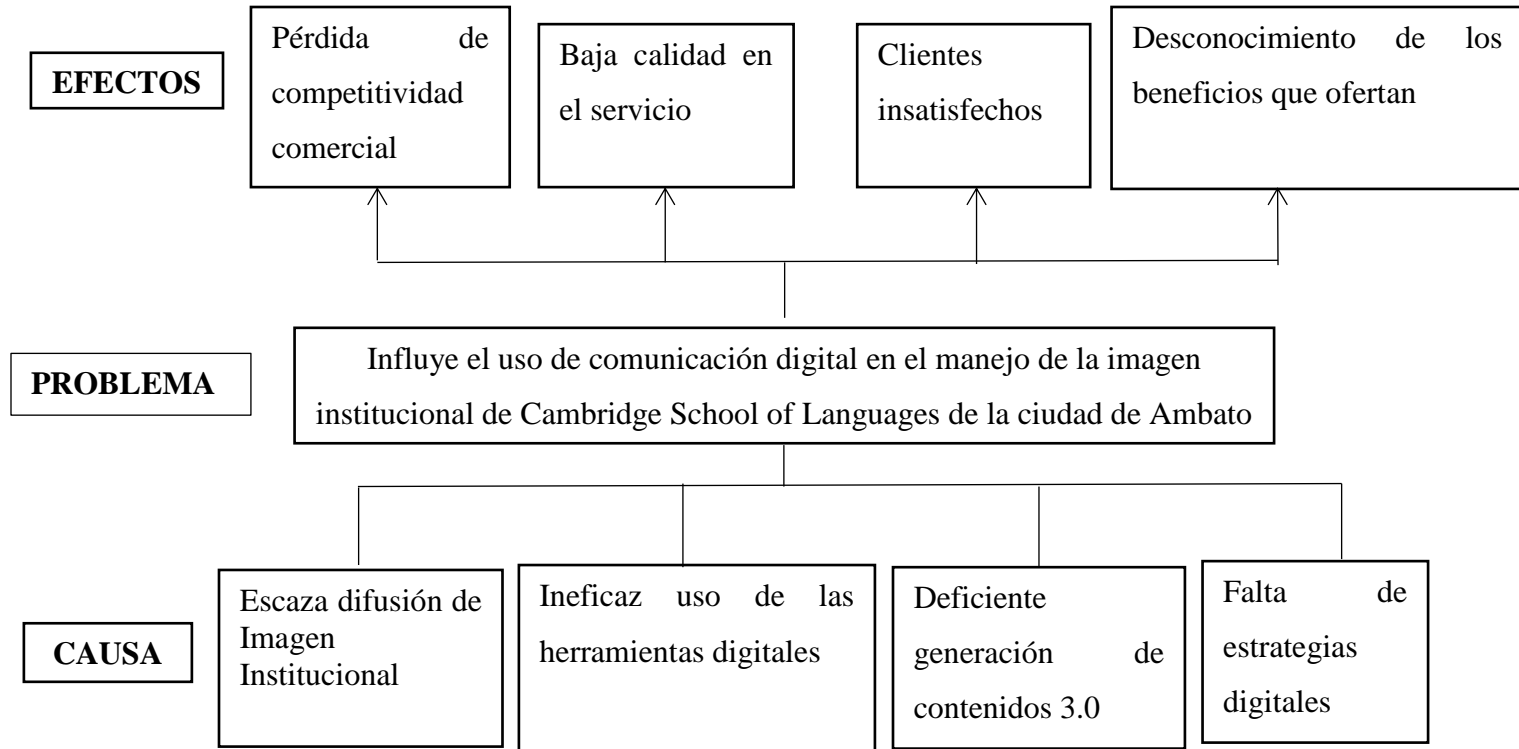 EFECTOS
Pérdida de
competitividad
comercial
Baja calidad en
el servicio
Clientes
insatisfechos
Desconocimiento de los
beneficios que ofertan
PROBLEMA
Influye el uso de comunicación digital en el manejo de la imagen
institucional de Cambridge School of Languages de la ciudad de Ambato
CAUSA
Escaza difusión de
Imagen
Institucional
Ineficaz uso de las
herramientas digitales
Deficiente
generación de
contenidos 3.0
Falta de
estrategias
digitales